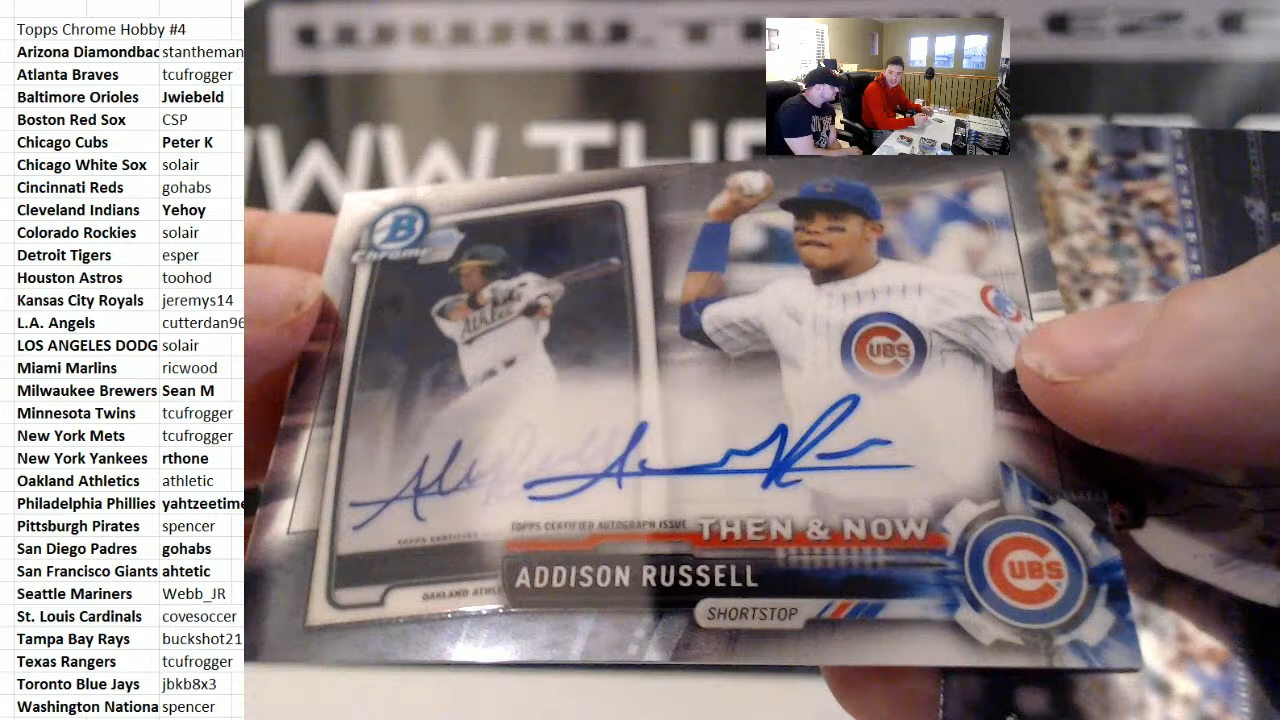 Topps Chrome Hobby #4
Arizona Diamondbac stantheman
Atlanta Braves tcufrogger
Baltimore Orioles Jwiebeld
Boston Red Sox CSP
Chicago Cubs Peter K
Chicago White Sox solair
Cincinnati Reds gohabs
Cleveland Indians Yehoy
Colorado Rockies solair
Detroit Tigers esper
Houston Astros toohod
Kansas City Royals jeremys14
L.A. Angels cutterdan96
LOS ANGELES DODG solair
Miami Marlins ricwood
Milwaukee Brewers Sean M
Minnesota Twins tcufrogger
New York Mets tcufrogger
New York Yankees rthone
Oakland Athletics athletic
Philadelphia Phillies yahtzeetime
Pittsburgh Pirates spencer
San Diego Padres gohabs
San Francisco Giants ahtetic
Seattle Mariners Webb_JR
St. Louis Cardinals covesoccer
Tampa Bay Rays buckshot21
Texas Rangers tcufrogger
Toronto Blue Jays jbkb8x3
Washington Nationa spencer
WWW.THE
B
Chrome
Athletics
CUBS
TOPPS CERTIFIED AUTOGRAPH ISSUE
THEN & NOW
ADDISON RUSSELL
OAKLAND ATHL
SHORTSTOP
CUBS